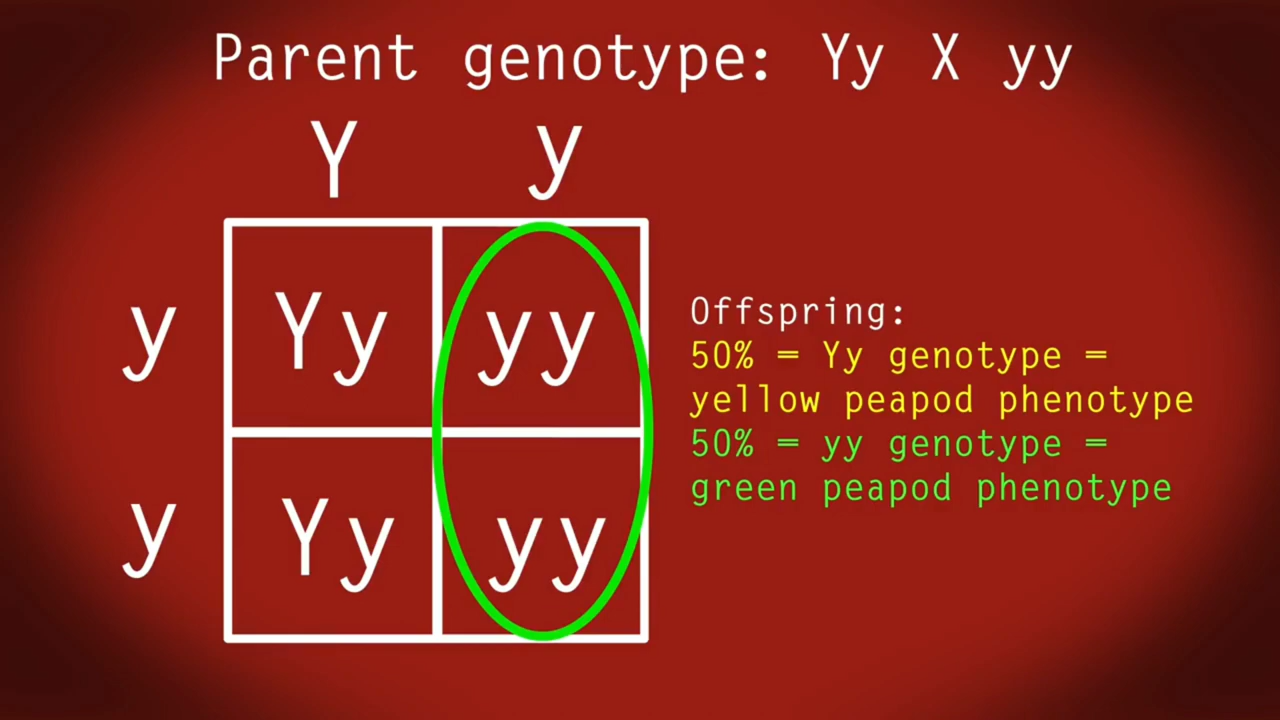 Parent genotype: Yy X yy
Y y
y Yy yy
y Yy yy
Offspring:
50% = Yy genotype =
yellow peapod phenotype
50% = yy genotype =
green peapod phenotype